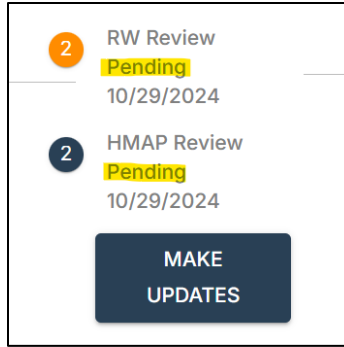 2
RW Review
Pending
10/29/2024
2
HMAP Review
Pending
10/29/2024
MAKE
UPDATES